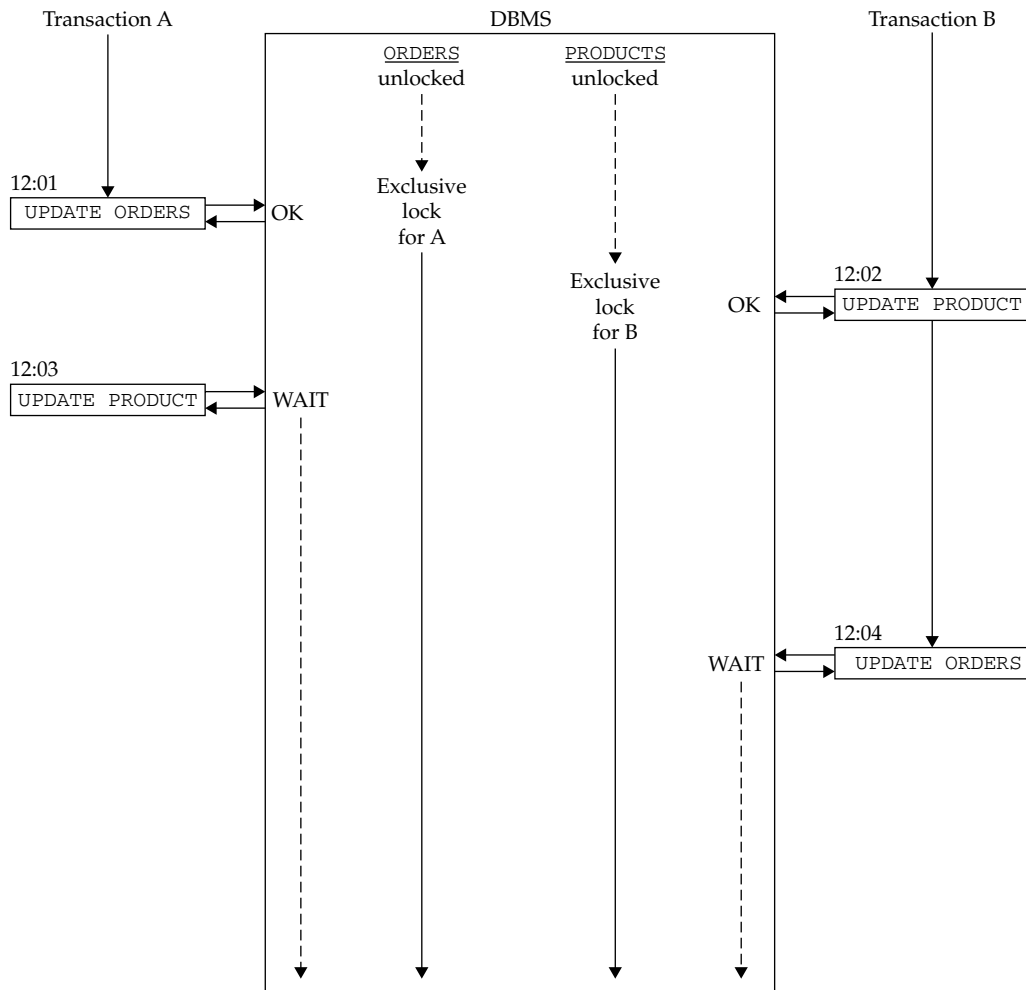 Transaction A
DBMS
Transaction B
ORDERS
unlocked
PRODUCTS
unlocked
12:01
UPDATE ORDERS
OK
Exclusive
lock
for A
12:02
UPDATE PRODUCT
OK
Exclusive
lock
for B
12:03
UPDATE PRODUCT
WAIT
12:04
UPDATE ORDERS
WAIT